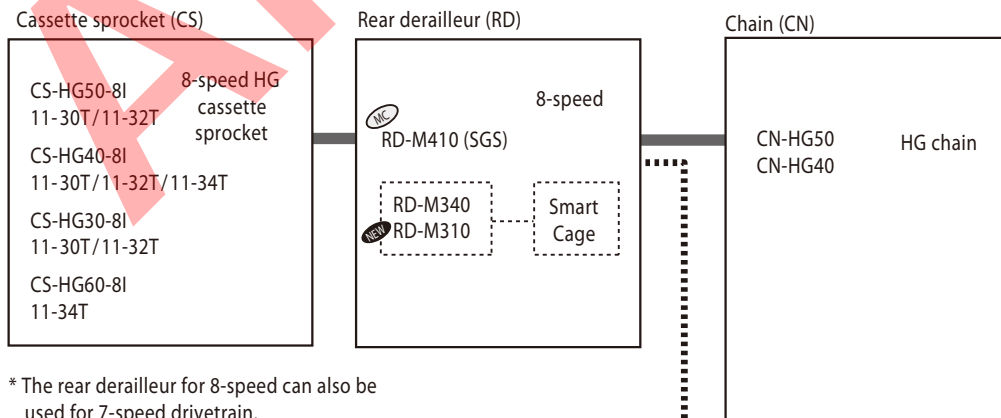 Cassette sprocket (CS)
CS-HG50-8I
11-30T/11-32T
CS-HG40-8I
11-30T/11-32T/11-34T
CS-HG30-8I
11-30T/11-32T
CS-HG60-8I
11-34T
8-speed HG
cassette
sprocket
* The rear derailleur for 8-speed can also be
used for 7-speed drivetrain.
Rear derailleur (RD)
8-speed
MC
RD-M410 (SGS)
RD-M340
NEW RD-M310
Smart
Cage
Chain (CN)
CN-HG50
CN-HG40
HG chain